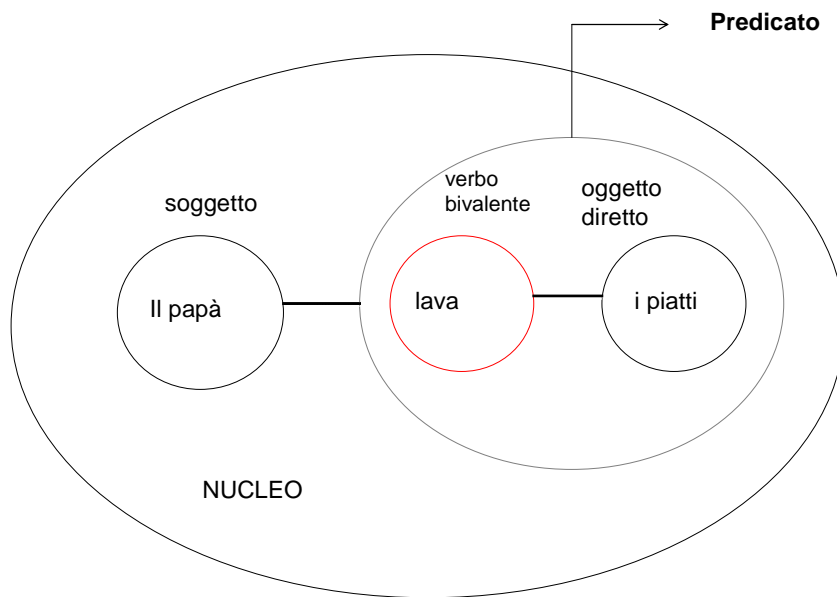 Predicato
soggetto
verbo
bivalente
oggetto
diretto
Il papà
lava
i piatti
NUCLEO